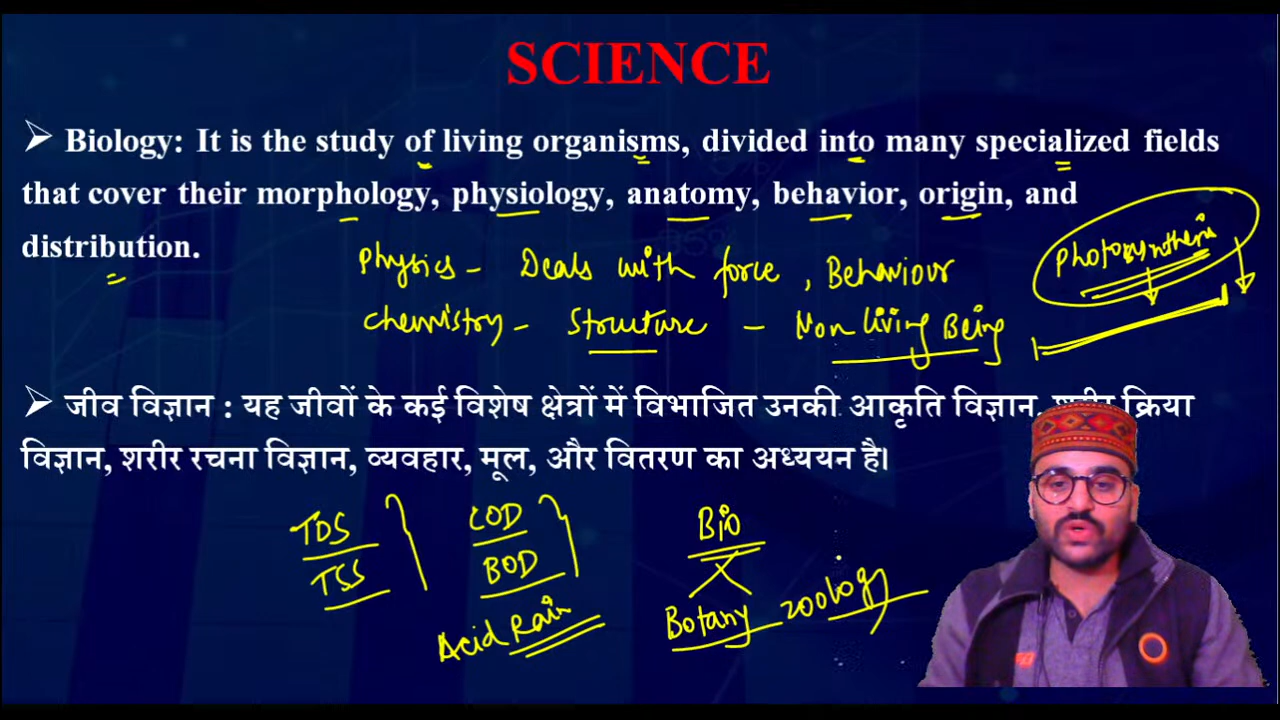 SCIENCE
➢ Biology: It is the study of living organisms, divided into many specialized fields
that cover their morphology, physiology, anatomy, behavior, origin, and
distribution.
Physics - Deals with force, Behaviour
Photosynthesis
Chemistry - Structure - Non Living Being
➢ जीव विज्ञान : यह जीवों के कई विशेष क्षेत्रों में विभाजित उनकी आकृति विज्ञान, शरीर क्रिया
विज्ञान, शरीर रचना विज्ञान, व्यवहार, मूल, और वितरण का अध्ययन है।
TDS
TSS
COD
BOD
Acid Rain
Bio
Botany Zoology